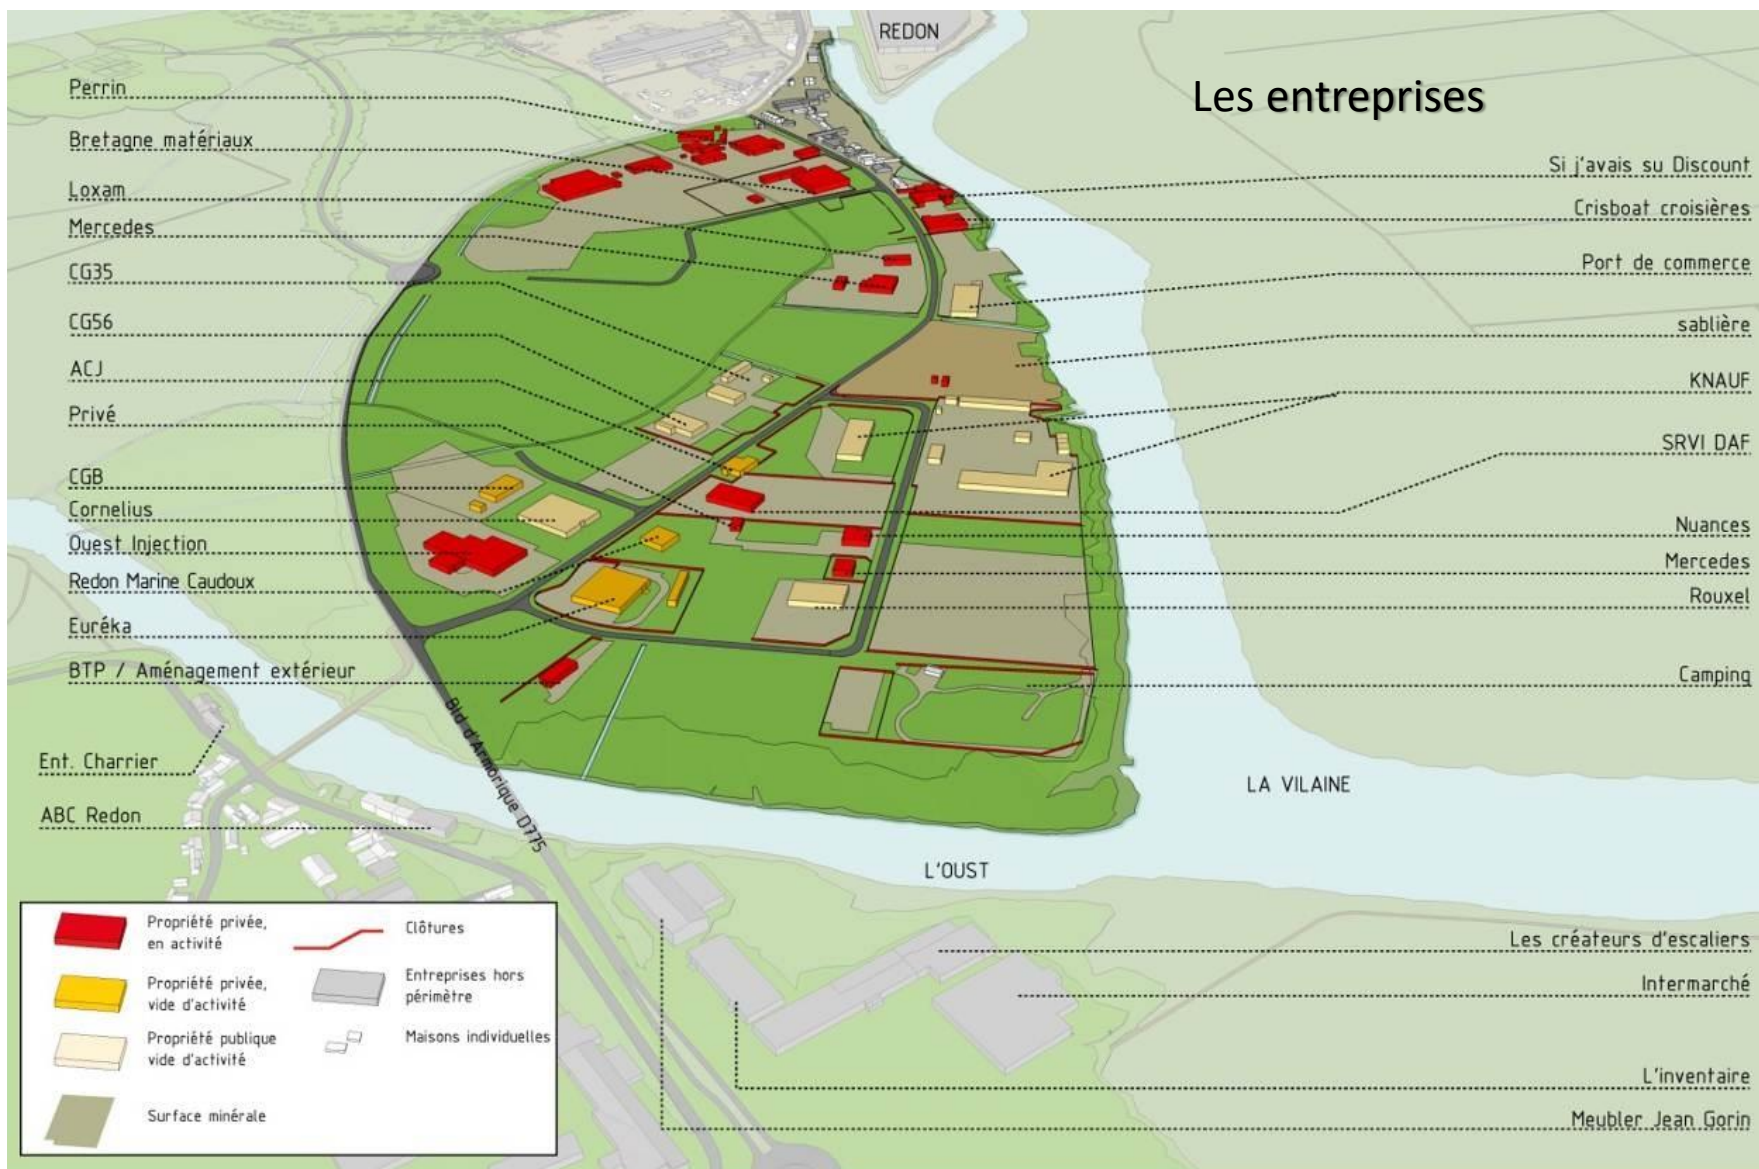 REDON
Les entreprises
Perrin
Bretagne matériaux
Loxam
Mercedes
CG35
CG56
ACJ
Privé
CGB
Cornelius
Ouest Injection
Redon Marine Caudoux
Euréka
BTP / Aménagement extérieur
Ent. Charrier
ABC Redon
Si j'avais su Discount
Crisboat croisières
Port de commerce
sablière
KNAUF
SRVI DAF
Nuances
Mercedes
Rouxel
Camping
Bld d'Armorique D775
LA VILAINE
L'OUST
Les créateurs d'escaliers
Intermarché
L'inventaire
Meubler Jean Gorin
Propriété privée,
en activité
Propriété privée,
vide d'activité
Propriété publique
vide d'activité
Surface minérale
Clôtures
Entreprises hors
périmètre
Maisons individuelles